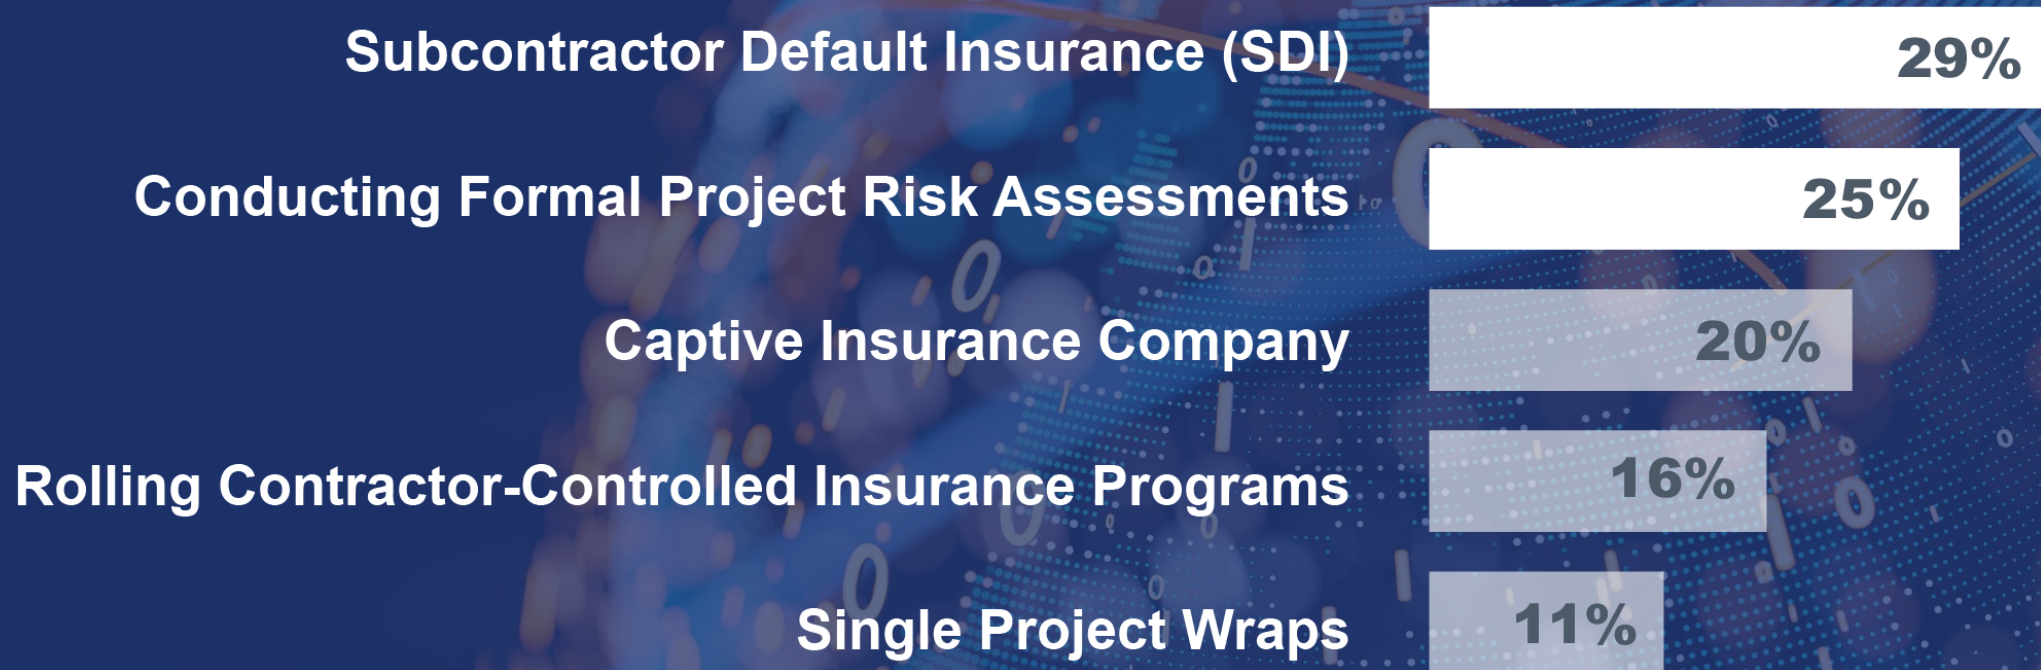 Subcontractor Default Insurance (SDI) 29%
Conducting Formal Project Risk Assessments 25%
Captive Insurance Company 20%
Rolling Contractor-Controlled Insurance Programs 16%
Single Project Wraps 11%